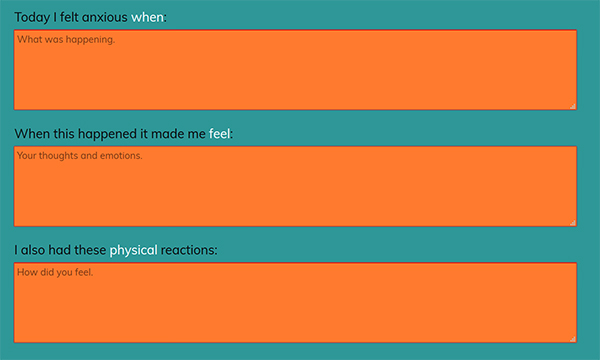 Today I felt anxious when:
What was happening.
When this happened it made me feel:
Your thoughts and emotions.
I also had these physical reactions:
How did you feel.